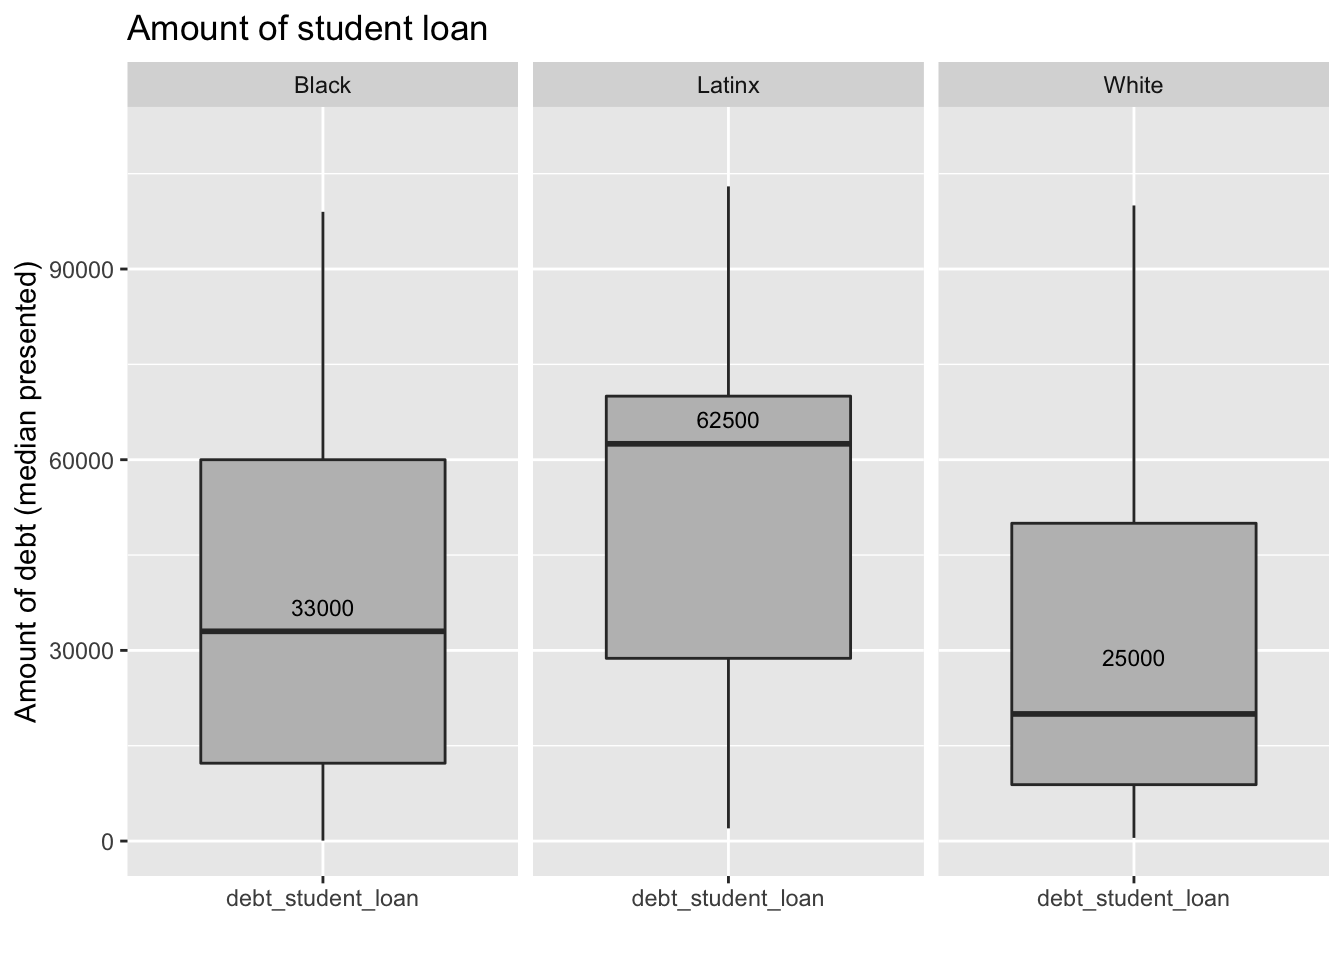 Amount of student loan
Black
Latinx
White
Amount of debt (median presented)
90000
60000
30000
0
33000
62500
25000
debt_student_loan
debt_student_loan
debt_student_loan